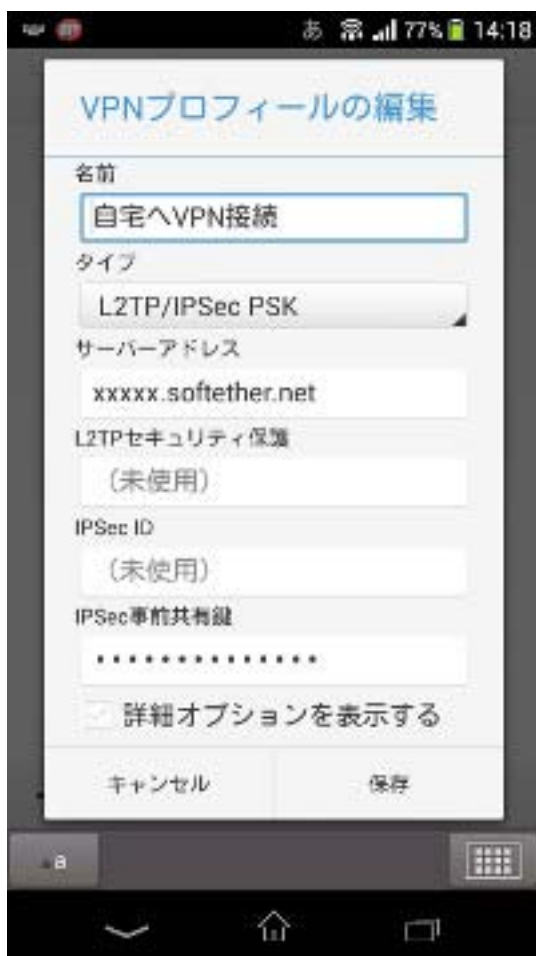 あ 77% 14:18
VPNプロフィールの編集
名前
自宅へVPN接続
タイプ
L2TP/IPSec PSK
サーバーアドレス
xxxxx.softether.net
L2TPセキュリティ保護
（未使用）
IPSec ID
（未使用）
IPSec事前共有鍵
••••••••••••••
詳細オプションを表示する
キャンセル 保存
a